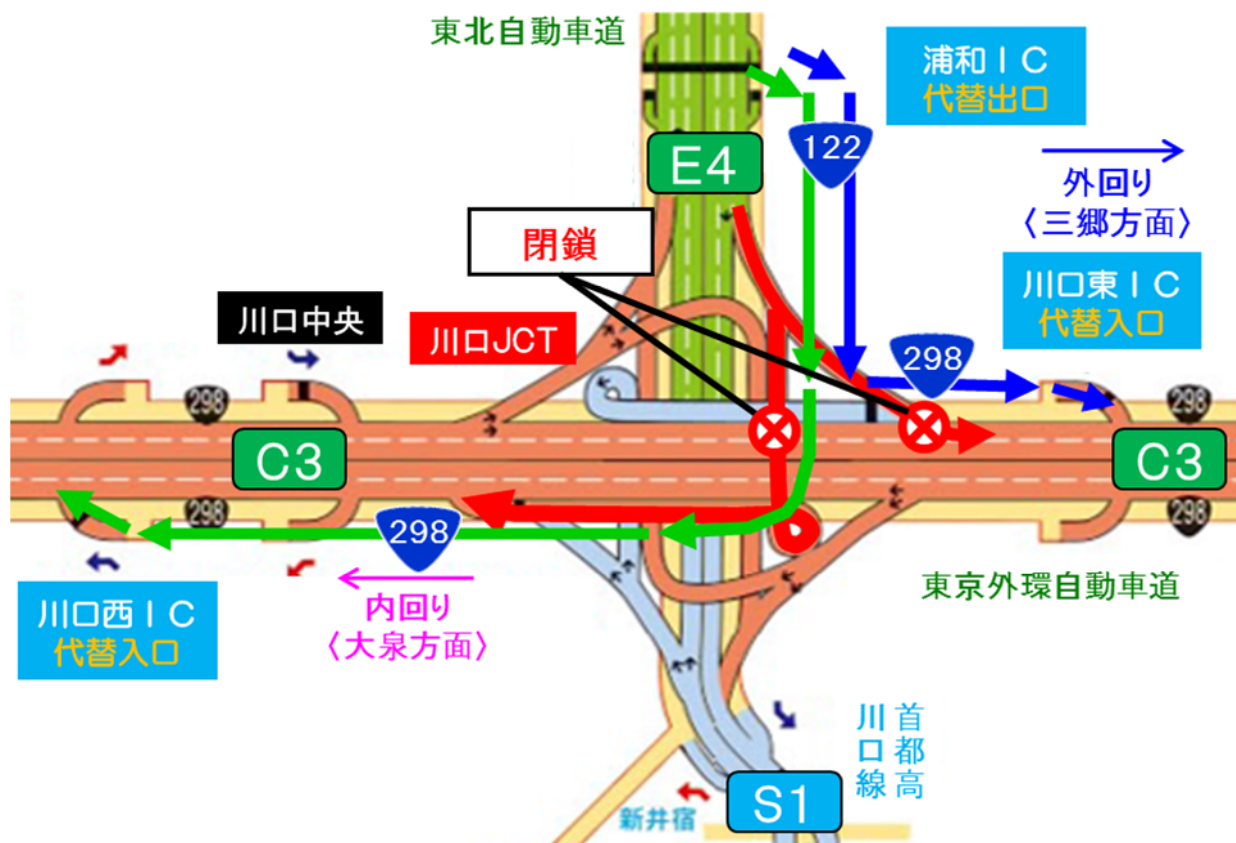 東北自動車道
浦和IC
代替出口
122
E4
外回り
〈三郷方面〉
閉鎖
川口東IC
代替入口
川口中央
川口JCT
298
298
298
C3
C3
298
298
298
川口西IC
代替入口
内回り
〈大泉方面〉
東京外環自動車道
首都高
川口線
S1
新井宿